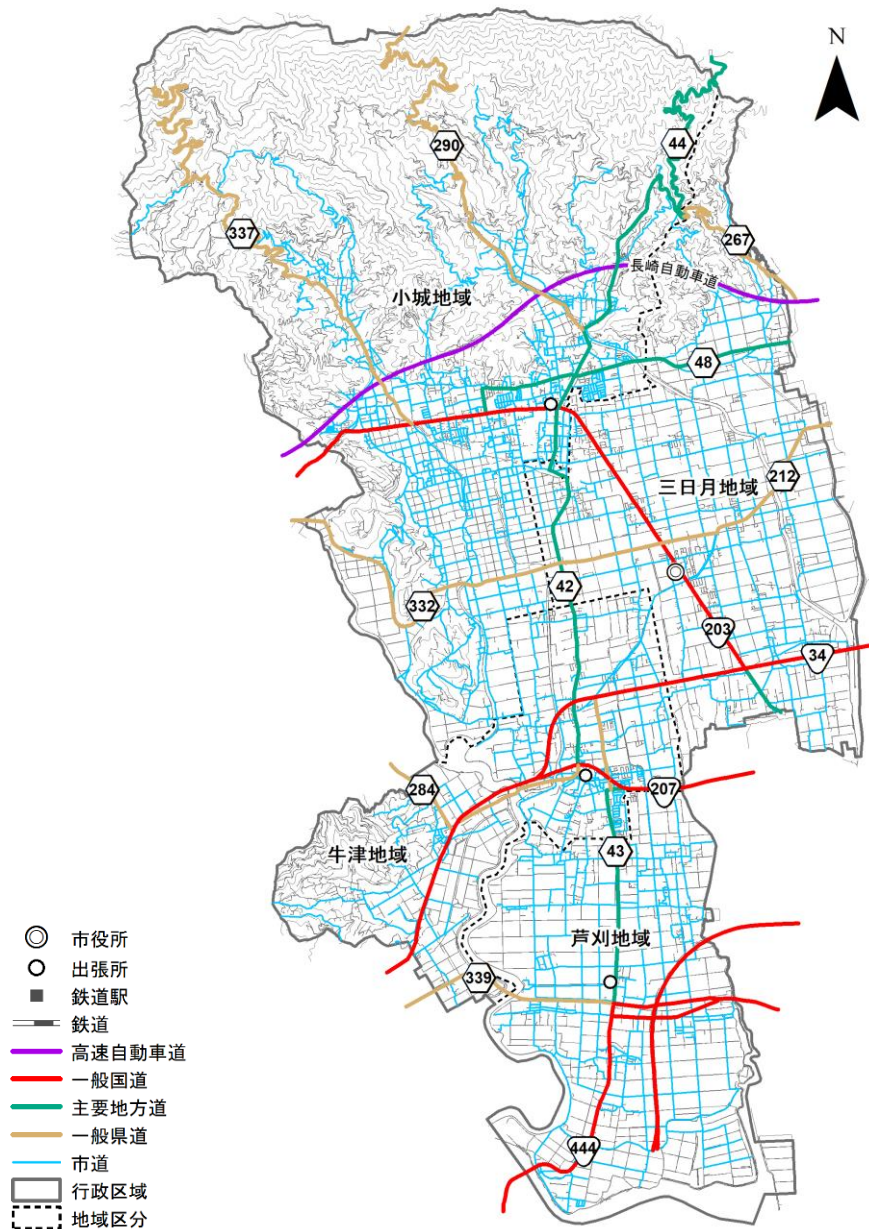 N
290
44
337
267
長崎自動車道
小城地域
48
三日月地域
212
42
332
203
34
284
207
牛津地域
43
芦刈地域
339
444
市役所
出張所
鉄道駅
鉄道
高速自動車道
一般国道
主要地方道
一般県道
市道
行政区域
地域区分